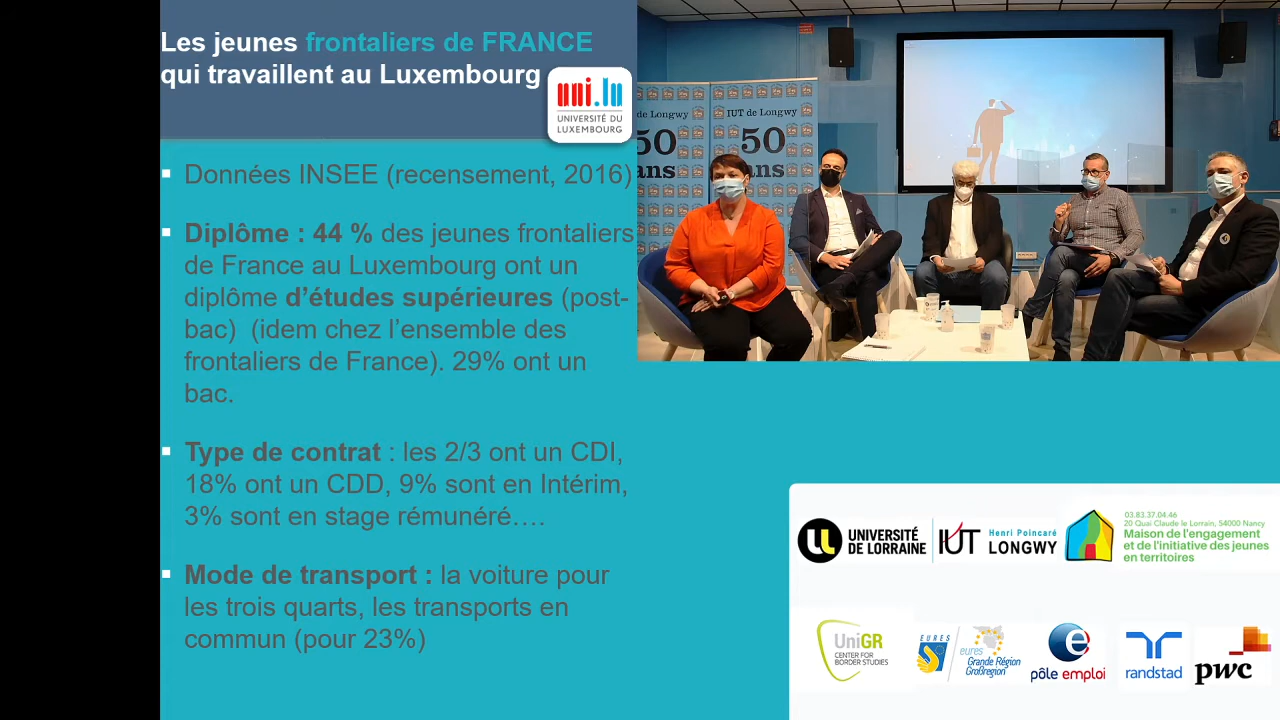 Les jeunes frontaliers de FRANCE
qui travaillent au Luxembourg
uni.lu
UNIVERSITÉ DU
LUXEMBOURG
Données INSEE (recensement, 2016)
Diplôme : 44 % des jeunes frontaliers
de France au Luxembourg ont un
diplôme d’études supérieures (post-
bac) (idem chez l’ensemble des
frontaliers de France). 29% ont un
bac.
Type de contrat : les 2/3 ont un CDI,
18% ont un CDD, 9% sont en Intérim,
3% sont en stage rémunéré….
Mode de transport : la voiture pour
les trois quarts, les transports en
commun (pour 23%)
de Longwy
50
ans
IUT de Longwy
50
ans
UNIVERSITÉ
DE LORRAINE
IUT
Henri Poincaré
LONGWY
03.83.37.04.46
20 Quai Claude le Lorrain, 54000 Nancy
Maison de l'engagement
et de l'initiative des jeunes
en territoires
UniGR
CENTER FOR
BORDER STUDIES
EURES
eures
Grande Région
Großregion
pôle emploi
randstad
pwc